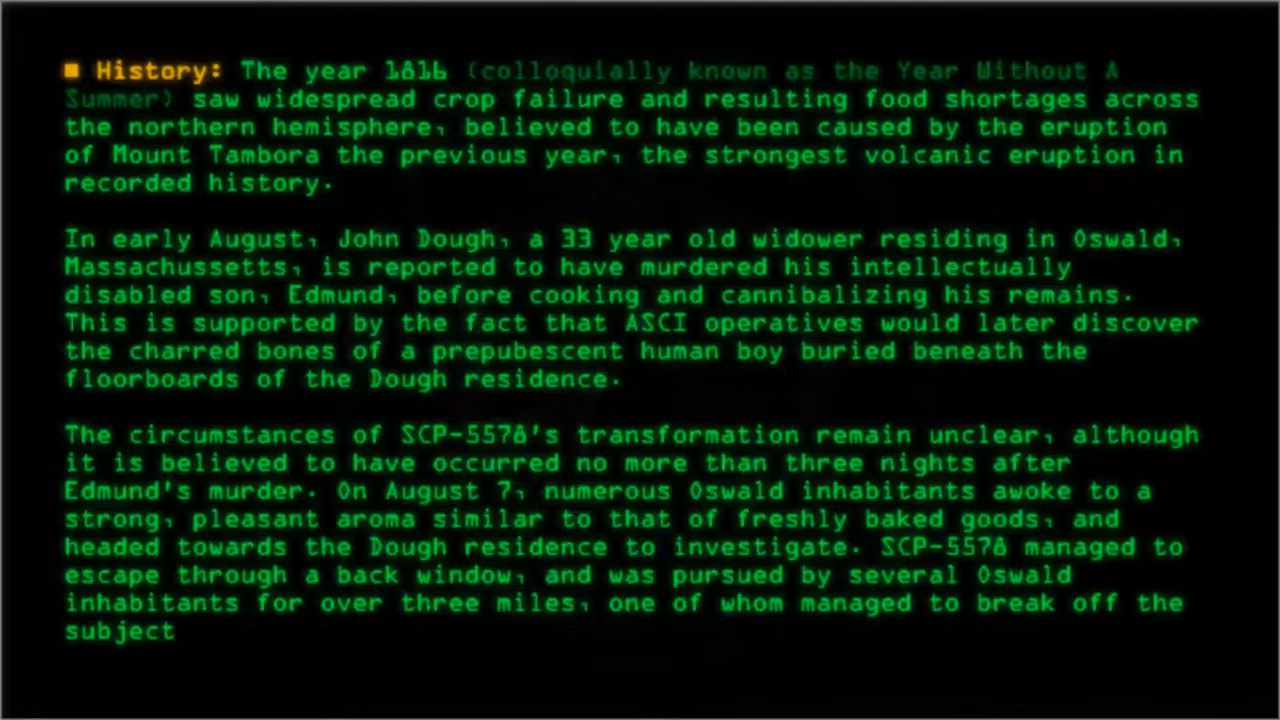 ■ History: The year 1816 (colloquially known as the Year Without A
Summer) saw widespread crop failure and resulting food shortages across
the northern hemisphere, believed to have been caused by the eruption
of Mount Tambora the previous year, the strongest volcanic eruption in
recorded history.
In early August, John Dough, a 33 year old widower residing in Oswald,
Massachussetts, is reported to have murdered his intellectually
disabled son, Edmund, before cooking and cannibalizing his remains.
This is supported by the fact that ASCI operatives would later discover
the charred bones of a prepubescent human boy buried beneath the
floorboards of the Dough residence.
The circumstances of SCP-5578's transformation remain unclear, although
it is believed to have occurred no more than three nights after
Edmund's murder. On August 7, numerous Oswald inhabitants awoke to a
strong, pleasant aroma similar to that of freshly baked goods, and
headed towards the Dough residence to investigate. SCP-5578 managed to
escape through a back window, and was pursued by several Oswald
inhabitants for over three miles, one of whom managed to break off the
subject